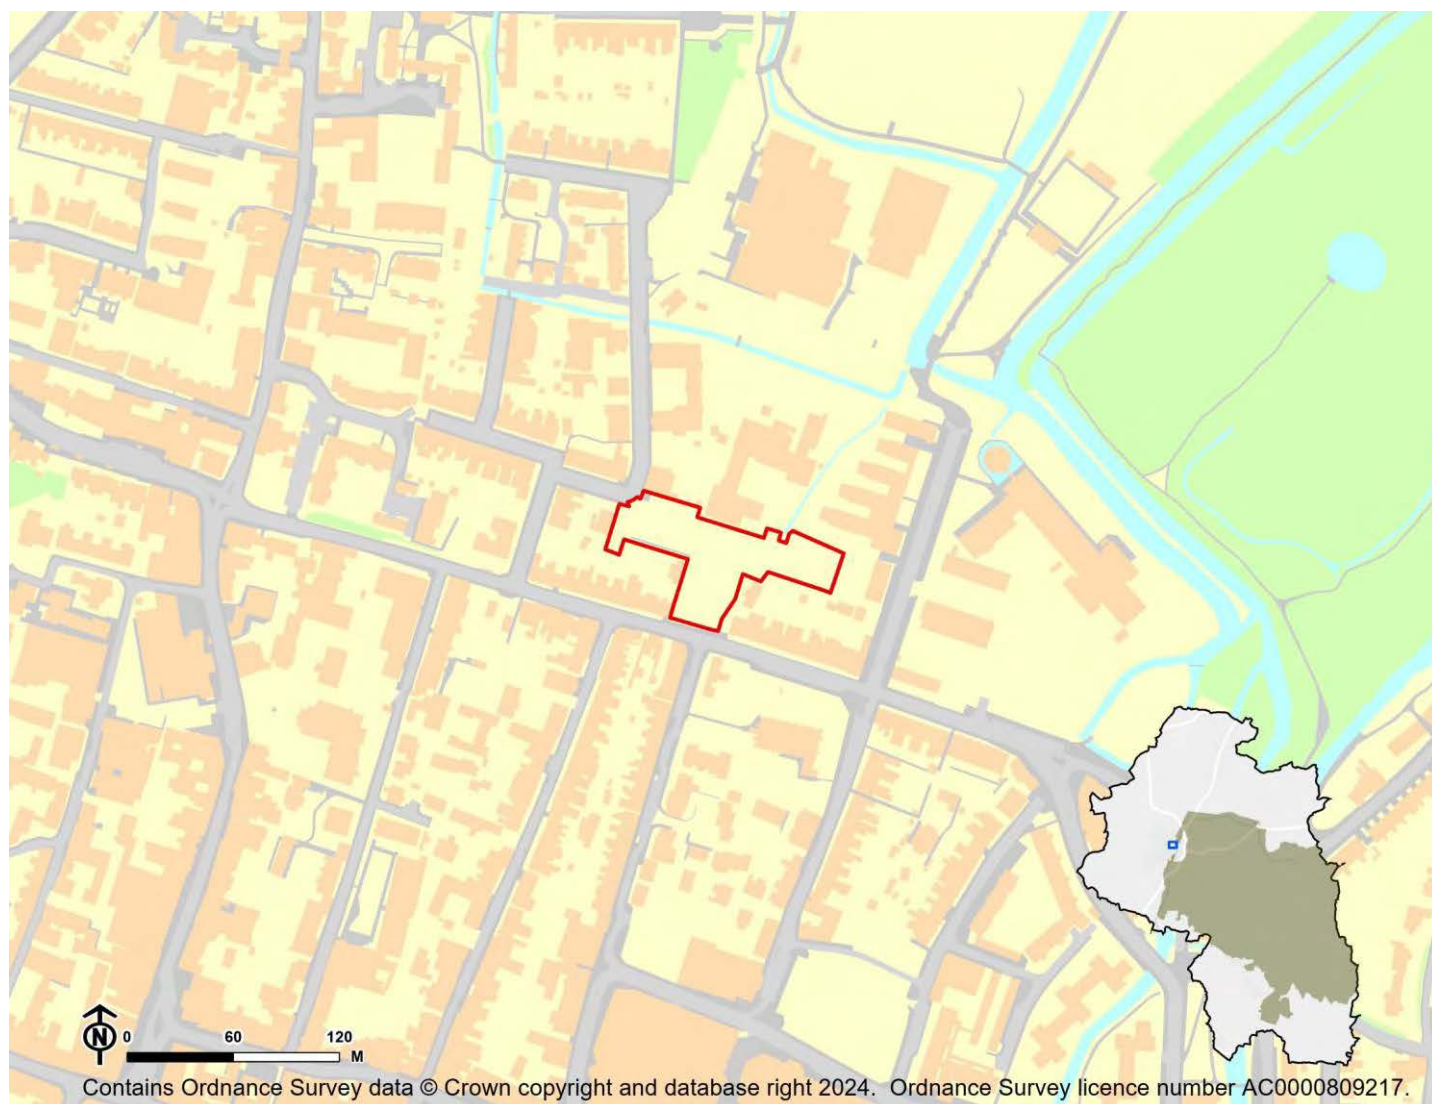 N
0 60 120
M
Contains Ordnance Survey data © Crown copyright and database right 2024. Ordnance Survey licence number AC0000809217.